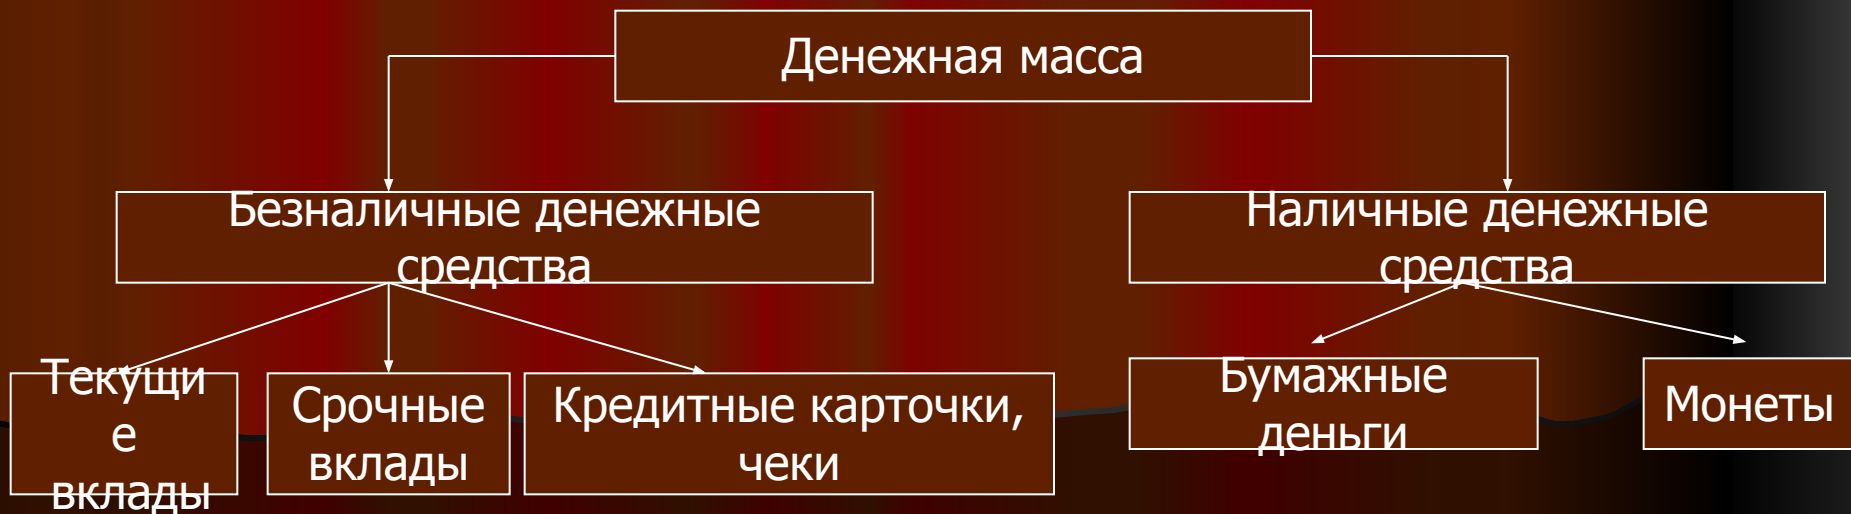 Денежная масса
Безналичные денежные
средства
Наличные денежные
средства
Текущи
е
вклады
Срочные
вклады
Кредитные карточки,
чеки
Бумажные
деньги
Монеты